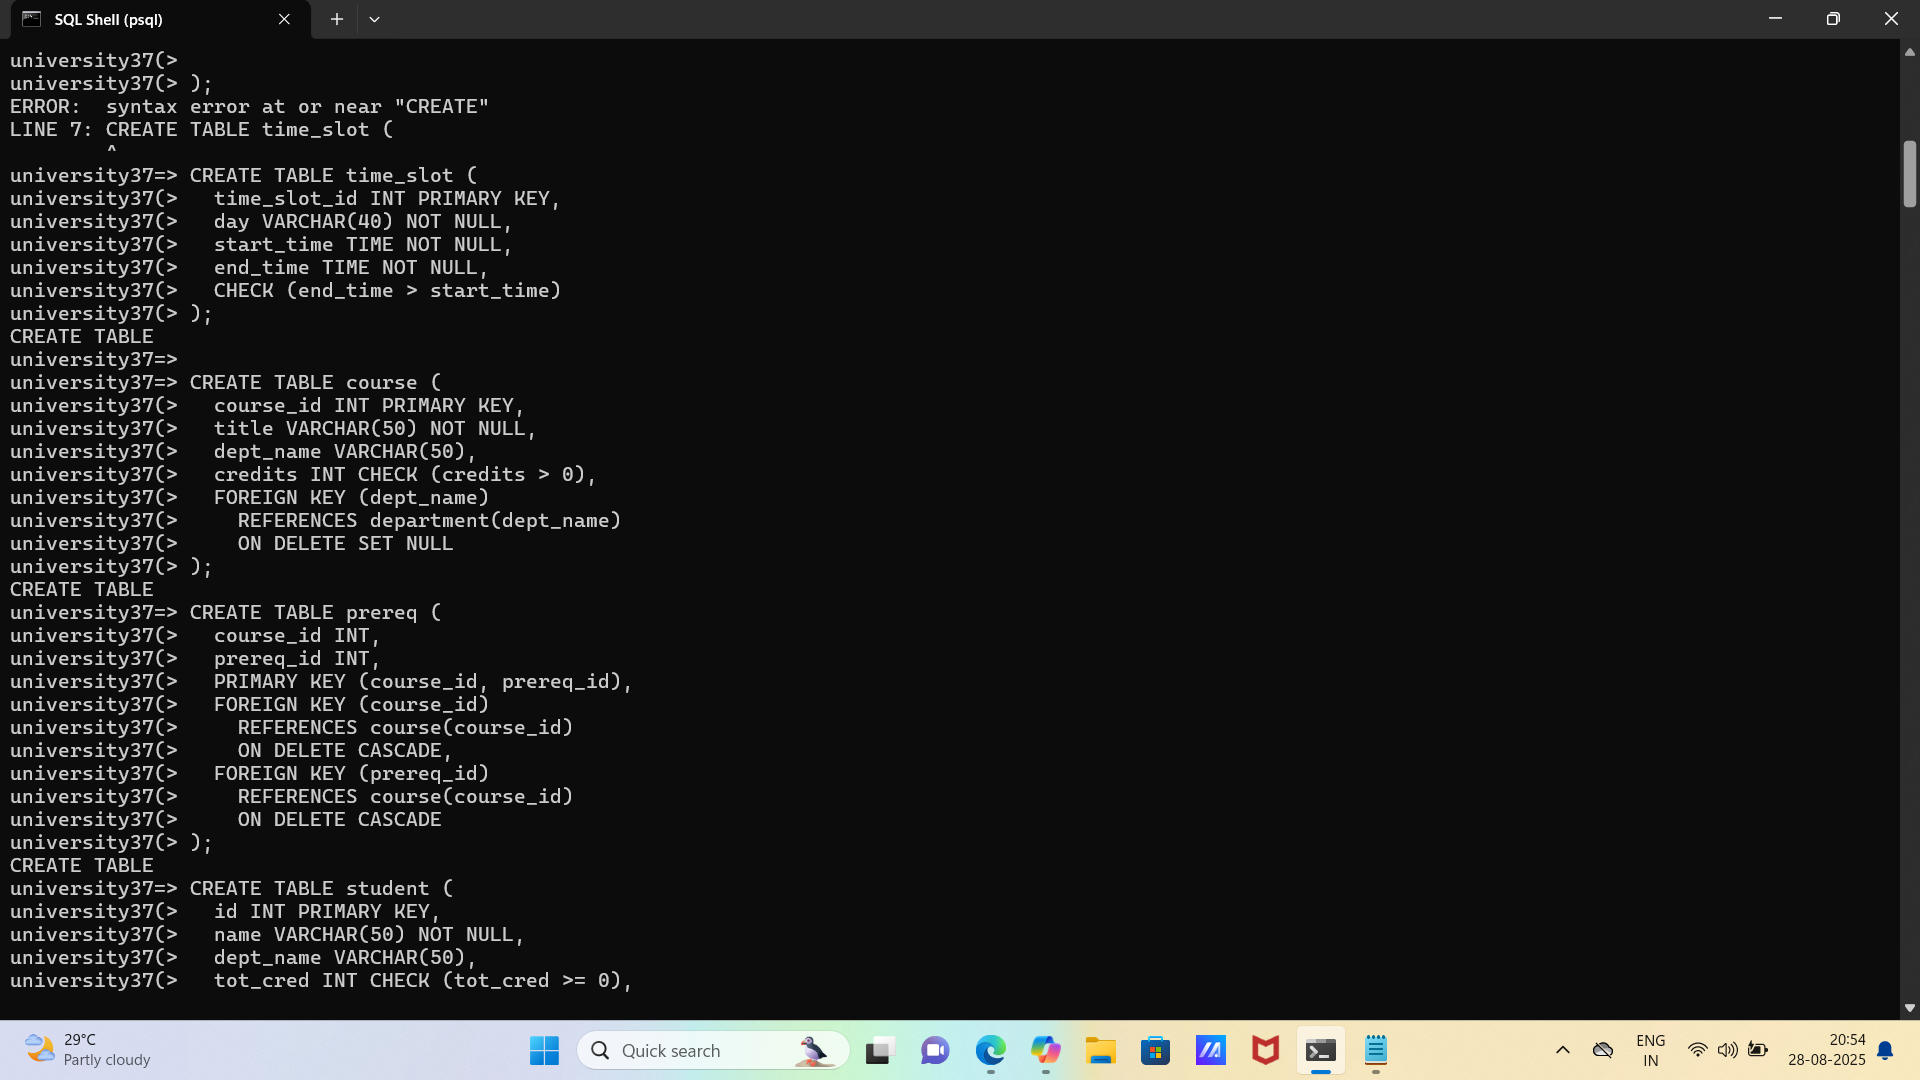 SQL Shell (psql)
university37(>
university37(> );
ERROR:  syntax error at or near "CREATE"
LINE 7: CREATE TABLE time_slot (
        ^
university37=> CREATE TABLE time_slot (
university37(>   time_slot_id INT PRIMARY KEY,
university37(>   day VARCHAR(40) NOT NULL,
university37(>   start_time TIME NOT NULL,
university37(>   end_time TIME NOT NULL,
university37(>   CHECK (end_time > start_time)
university37(> );
CREATE TABLE
university37=>
university37=> CREATE TABLE course (
university37(>   course_id INT PRIMARY KEY,
university37(>   title VARCHAR(50) NOT NULL,
university37(>   dept_name VARCHAR(50),
university37(>   credits INT CHECK (credits > 0),
university37(>   FOREIGN KEY (dept_name)
university37(>     REFERENCES department(dept_name)
university37(>     ON DELETE SET NULL
university37(> );
CREATE TABLE
university37=> CREATE TABLE prereq (
university37(>   course_id INT,
university37(>   prereq_id INT,
university37(>   PRIMARY KEY (course_id, prereq_id),
university37(>   FOREIGN KEY (course_id)
university37(>     REFERENCES course(course_id)
university37(>     ON DELETE CASCADE,
university37(>   FOREIGN KEY (prereq_id)
university37(>     REFERENCES course(course_id)
university37(>     ON DELETE CASCADE
university37(> );
CREATE TABLE
university37=> CREATE TABLE student (
university37(>   id INT PRIMARY KEY,
university37(>   name VARCHAR(50) NOT NULL,
university37(>   dept_name VARCHAR(50),
university37(>   tot_cred INT CHECK (tot_cred >= 0),
29°C
Partly cloudy
Quick search
ENG
IN
20:54
28-08-2025